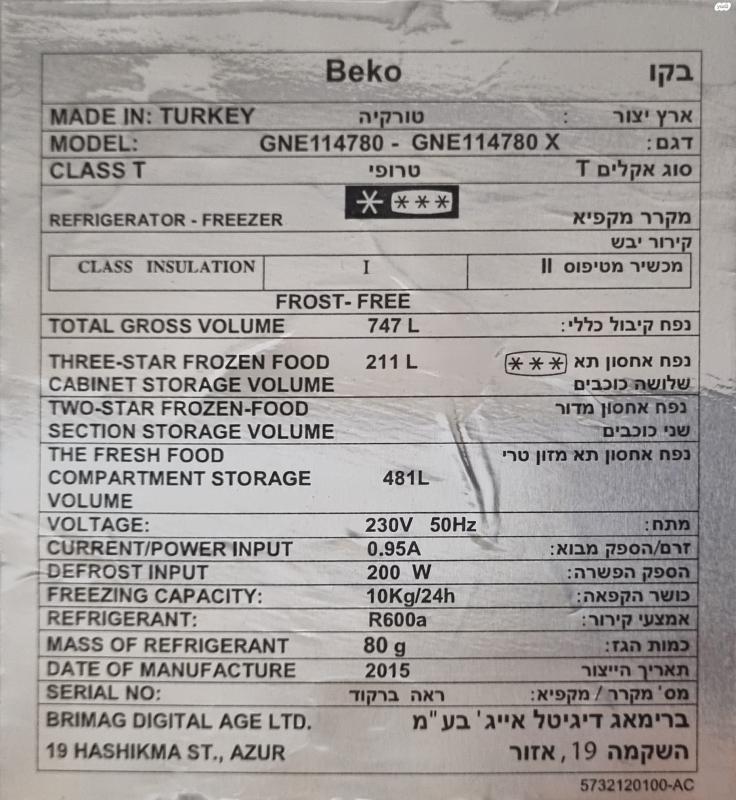 Beko בקו
MADE IN: TURKEY טורקיה ארץ יצור :
MODEL: GNE114780 - GNE114780 X דגם:
CLASS T טרופי סוג אקלים T
REFRIGERATOR - FREEZER מקרר מקפיא
קירור יבש
CLASS INSULATION I מכשיר מטיפוס II
FROST- FREE
TOTAL GROSS VOLUME 747 L נפח קיבול כללי:
THREE-STAR FROZEN FOOD 211 L נפח אחסון תא
CABINET STORAGE VOLUME שלושה כוכבים
TWO-STAR FROZEN-FOOD נפח אחסון מדור
SECTION STORAGE VOLUME שני כוכבים
THE FRESH FOOD נפח אחסון תא מזון טרי
COMPARTMENT STORAGE 481L
VOLUME
VOLTAGE: 230V 50Hz מתח:
CURRENT/POWER INPUT 0.95A זרם/הספק מבוא:
DEFROST INPUT 200 W הספק הפשרה:
FREEZING CAPACITY: 10Kg/24h כושר הקפאה:
REFRIGERANT: R600a אמצעי קירור:
MASS OF REFRIGERANT 80 g כמות הגז:
DATE OF MANUFACTURE 2015 תאריך הייצור
SERIAL NO: ראה ברקוד מס' מקרר / מקפיא:
BRIMAG DIGITAL AGE LTD. ברימאג דיגיטל אייג' בע"מ
19 HASHIKMA ST., AZUR השקמה 19, אזור
5732120100-AC